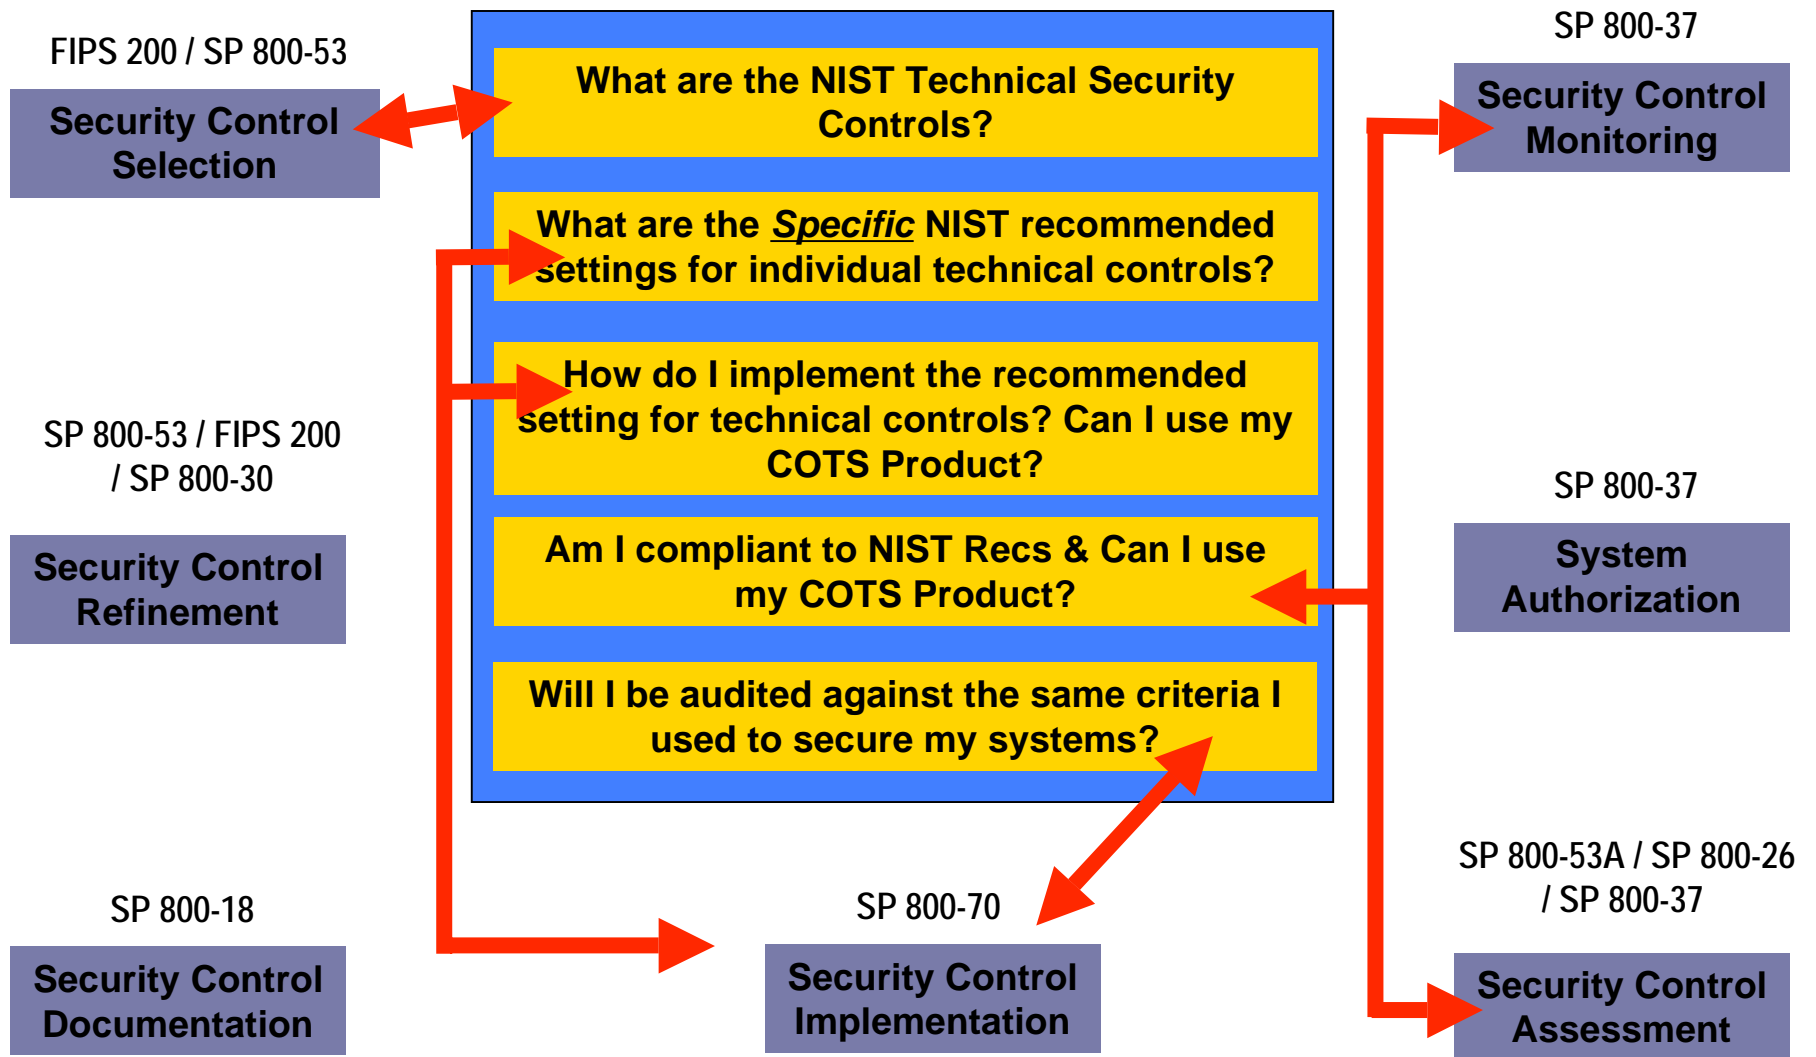 FIPS 200 / SP 800-53
Security Control
Selection
SP 800-53 / FIPS 200
/ SP 800-30
Security Control
Refinement
SP 800-18
Security Control
Documentation
What are the NIST Technical Security
Controls?
What are the Specific NIST recommended
settings for individual technical controls?
How do I implement the recommended
setting for technical controls? Can I use my
COTS Product?
Am I compliant to NIST Recs & Can I use
my COTS Product?
Will I be audited against the same criteria I
used to secure my systems?
SP 800-70
Security Control
Implementation
SP 800-37
Security Control
Monitoring
SP 800-37
System
Authorization
SP 800-53A / SP 800-26
/ SP 800-37
Security Control
Assessment